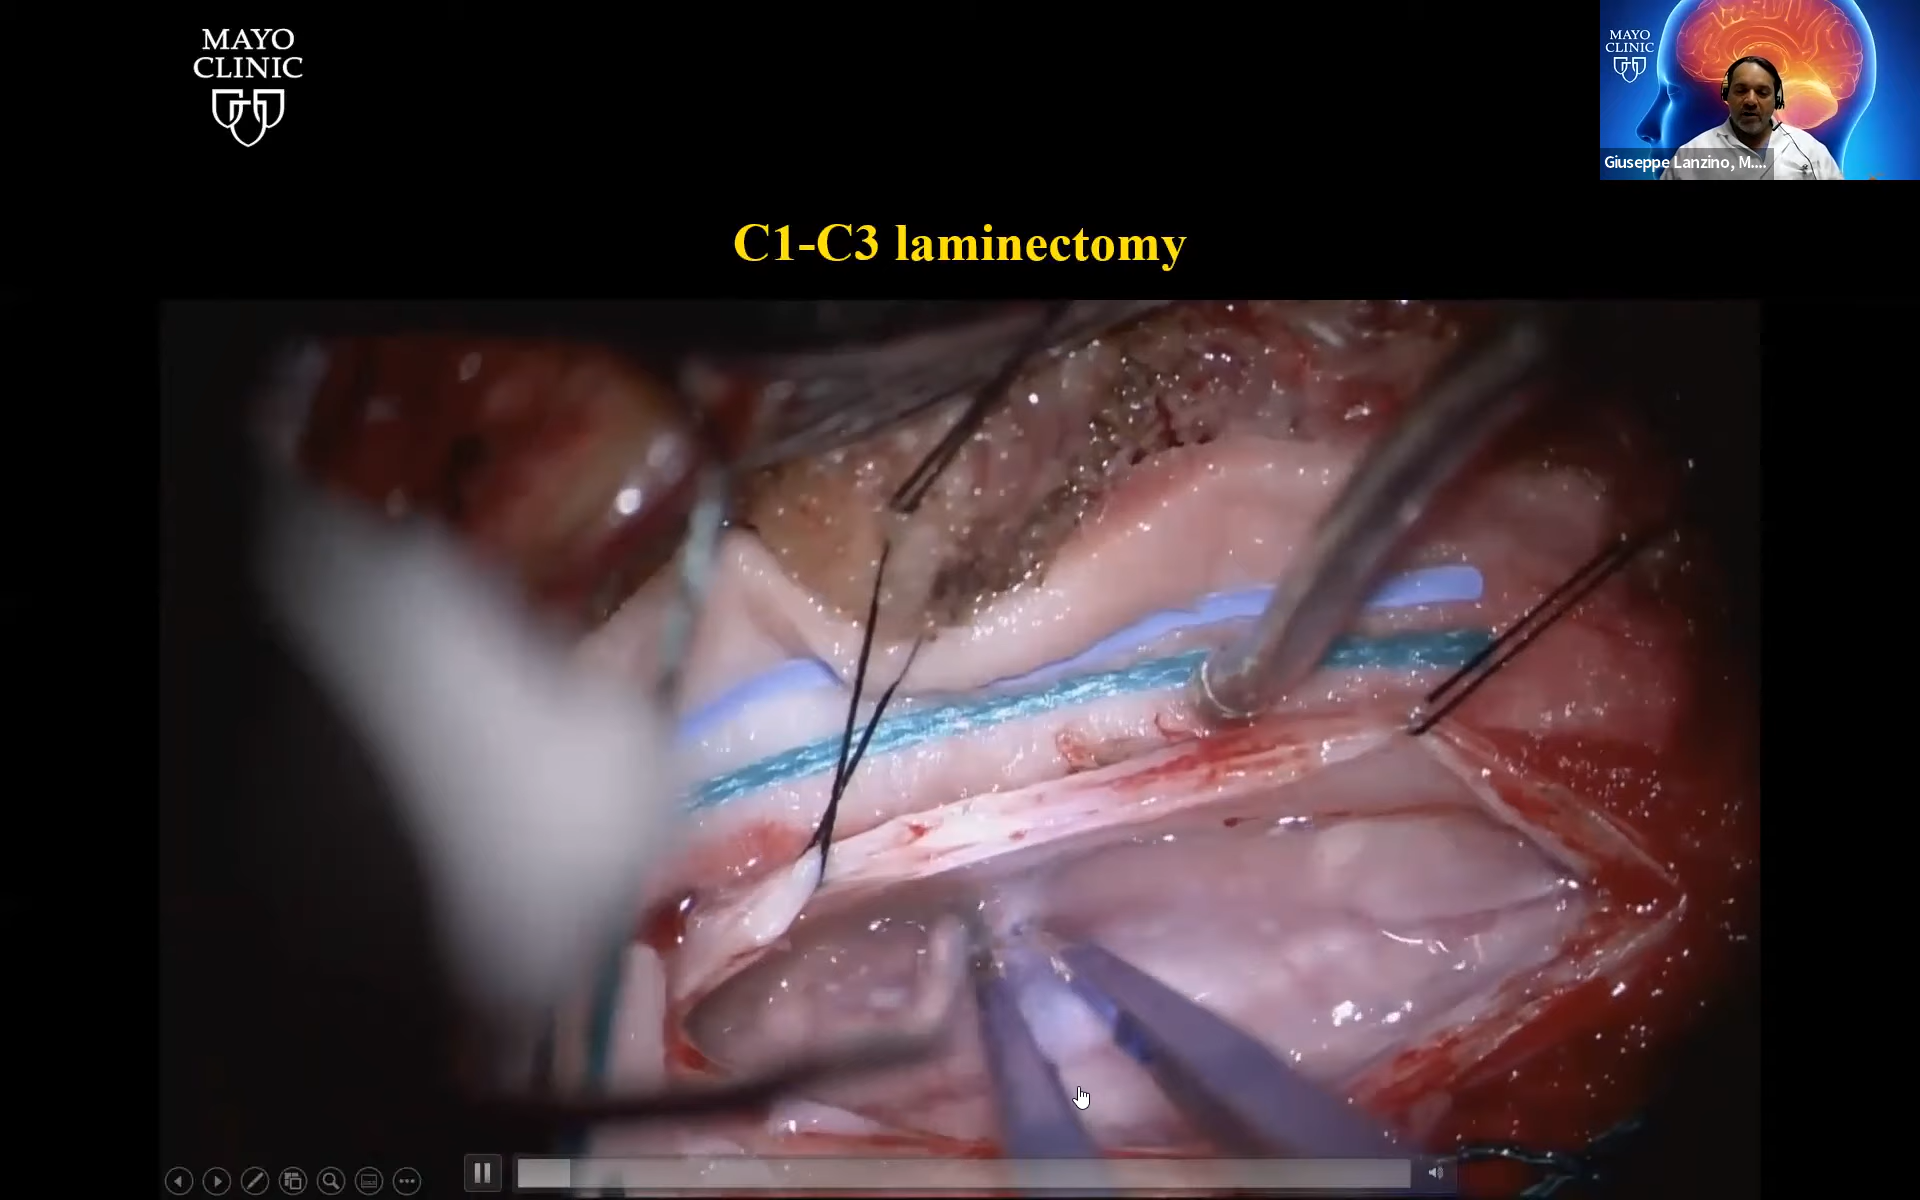 MAYO
CLINIC
MAYO
CLINIC
Giuseppe Lanzino, M....
C1-C3 laminectomy